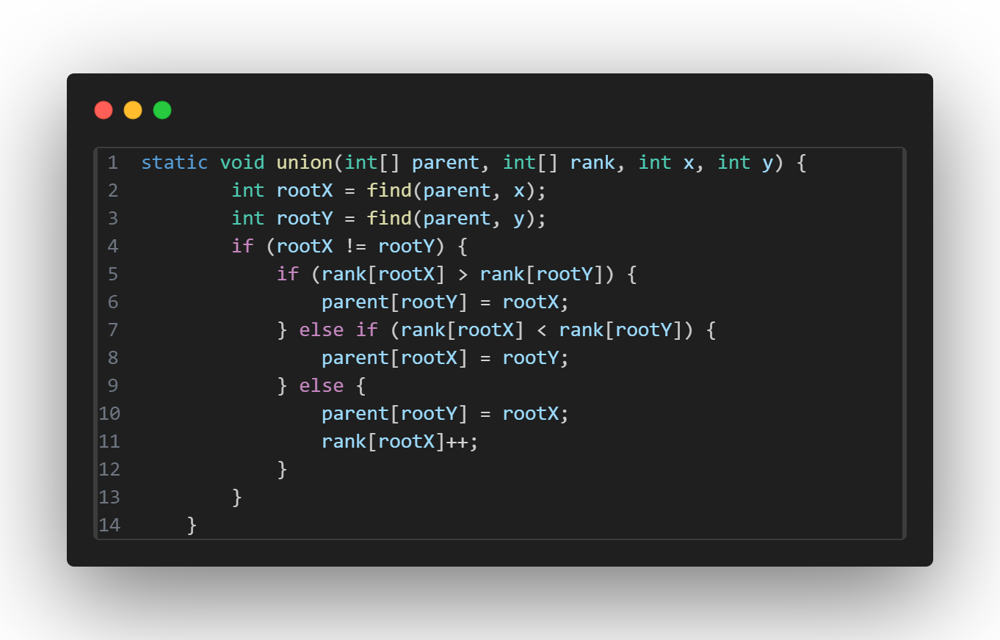 1 static void union(int[] parent, int[] rank, int x, int y) {
2         int rootX = find(parent, x);
3         int rootY = find(parent, y);
4         if (rootX != rootY) {
5             if (rank[rootX] > rank[rootY]) {
6                 parent[rootY] = rootX;
7             } else if (rank[rootX] < rank[rootY]) {
8                 parent[rootX] = rootY;
9             } else {
10                 parent[rootY] = rootX;
11                 rank[rootX]++;
12             }
13         }
14     }